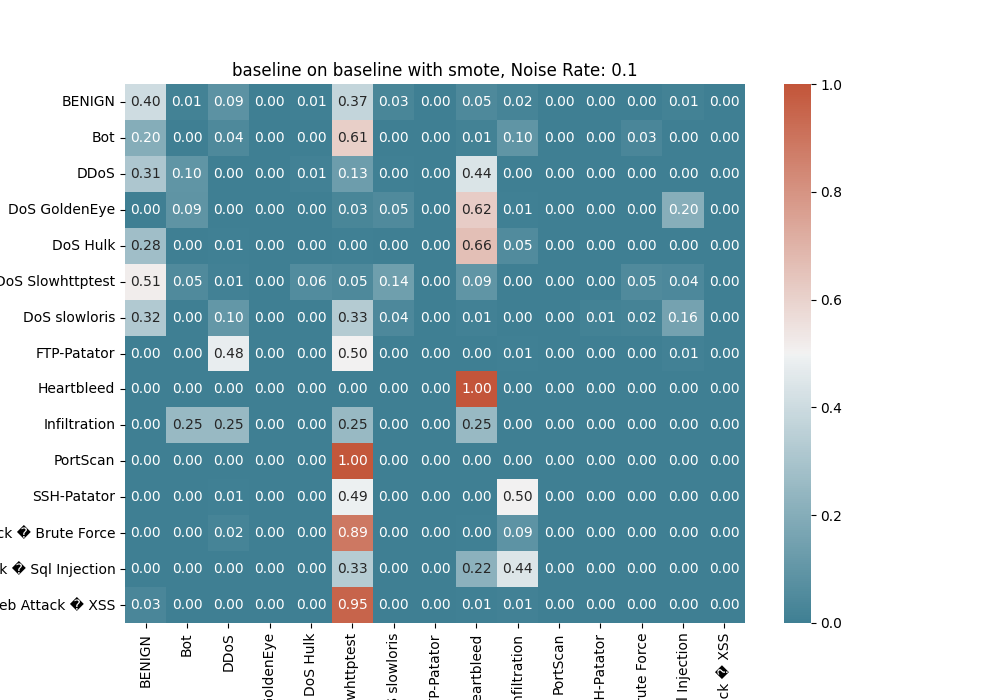 baseline on baseline with smote, Noise Rate: 0.1
BENIGN 0.40 0.01 0.09 0.00 0.01 0.37 0.03 0.00 0.05 0.02 0.00 0.00 0.00 0.01 0.00
Bot 0.20 0.00 0.04 0.00 0.00 0.61 0.00 0.00 0.01 0.10 0.00 0.00 0.03 0.00 0.00
DDoS 0.31 0.10 0.00 0.00 0.01 0.13 0.00 0.00 0.44 0.00 0.00 0.00 0.00 0.00 0.00
DoS GoldenEye 0.00 0.09 0.00 0.00 0.00 0.03 0.05 0.00 0.62 0.01 0.00 0.00 0.00 0.20 0.00
DoS Hulk 0.28 0.00 0.01 0.00 0.00 0.00 0.00 0.00 0.66 0.05 0.00 0.00 0.00 0.00 0.00
DoS Slowhttptest 0.51 0.05 0.01 0.00 0.06 0.05 0.14 0.00 0.09 0.00 0.00 0.00 0.05 0.04 0.00
DoS slowloris 0.32 0.00 0.10 0.00 0.00 0.33 0.04 0.00 0.01 0.00 0.00 0.01 0.02 0.16 0.00
FTP-Patator 0.00 0.00 0.48 0.00 0.00 0.50 0.00 0.00 0.00 0.01 0.00 0.00 0.00 0.01 0.00
Heartbleed 0.00 0.00 0.00 0.00 0.00 0.00 0.00 0.00 1.00 0.00 0.00 0.00 0.00 0.00 0.00
Infiltration 0.00 0.25 0.25 0.00 0.00 0.25 0.00 0.00 0.25 0.00 0.00 0.00 0.00 0.00 0.00
PortScan 0.00 0.00 0.00 0.00 0.00 1.00 0.00 0.00 0.00 0.00 0.00 0.00 0.00 0.00 0.00
SSH-Patator 0.00 0.00 0.01 0.00 0.00 0.49 0.00 0.00 0.00 0.50 0.00 0.00 0.00 0.00 0.00
ck � Brute Force 0.00 0.00 0.02 0.00 0.00 0.89 0.00 0.00 0.00 0.09 0.00 0.00 0.00 0.00 0.00
k � Sql Injection 0.00 0.00 0.00 0.00 0.00 0.33 0.00 0.00 0.22 0.44 0.00 0.00 0.00 0.00 0.00
eb Attack � XSS 0.03 0.00 0.00 0.00 0.00 0.95 0.00 0.00 0.01 0.01 0.00 0.00 0.00 0.00 0.00
BENIGN
Bot
DDoS
oldenEye
DoS Hulk
whttptest
slowloris
P-Patator
eartbleed
nfiltration
PortScan
H-Patator
rute Force
l Injection
ck � XSS
1.0
0.8
0.6
0.4
0.2
0.0